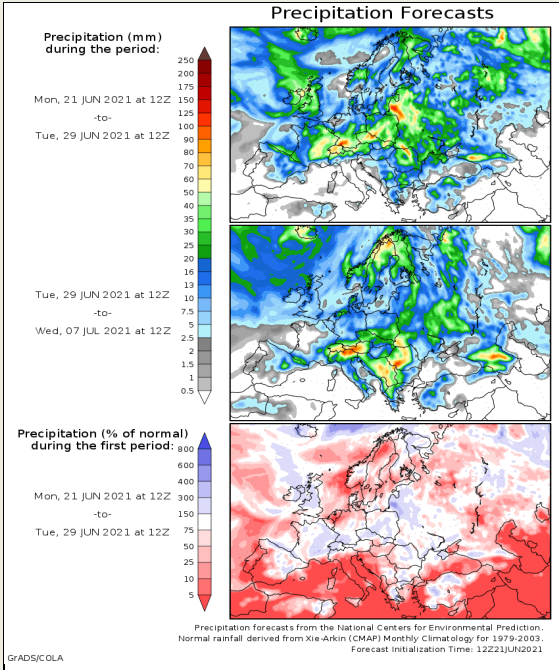 Precipitation Forecasts
Precipitation (mm)
during the period:
Mon, 21 JUN 2021 at 12Z
-to-
Tue, 29 JUN 2021 at 12Z
250
200
175
150
125
100
90
80
70
60
50
40
35
30
25
20
16
13
10
7.5
5
2.5
2
1.5
1
0.5
Tue, 29 JUN 2021 at 12Z
-to-
Wed, 07 JUL 2021 at 12Z
Precipitation (% of normal)
during the first period:
Mon, 21 JUN 2021 at 12Z
-to-
Tue, 29 JUN 2021 at 12Z
800
600
400
300
150
75
50
25
10
5
Precipitation forecasts from the National Centers for Environmental Prediction.
Normal rainfall derived from Xie-Arkin (CMAP) Monthly Climatology for 1979-2003.
Forecast Initialization Time: 12Z21JUN2021
GrADS/COLA